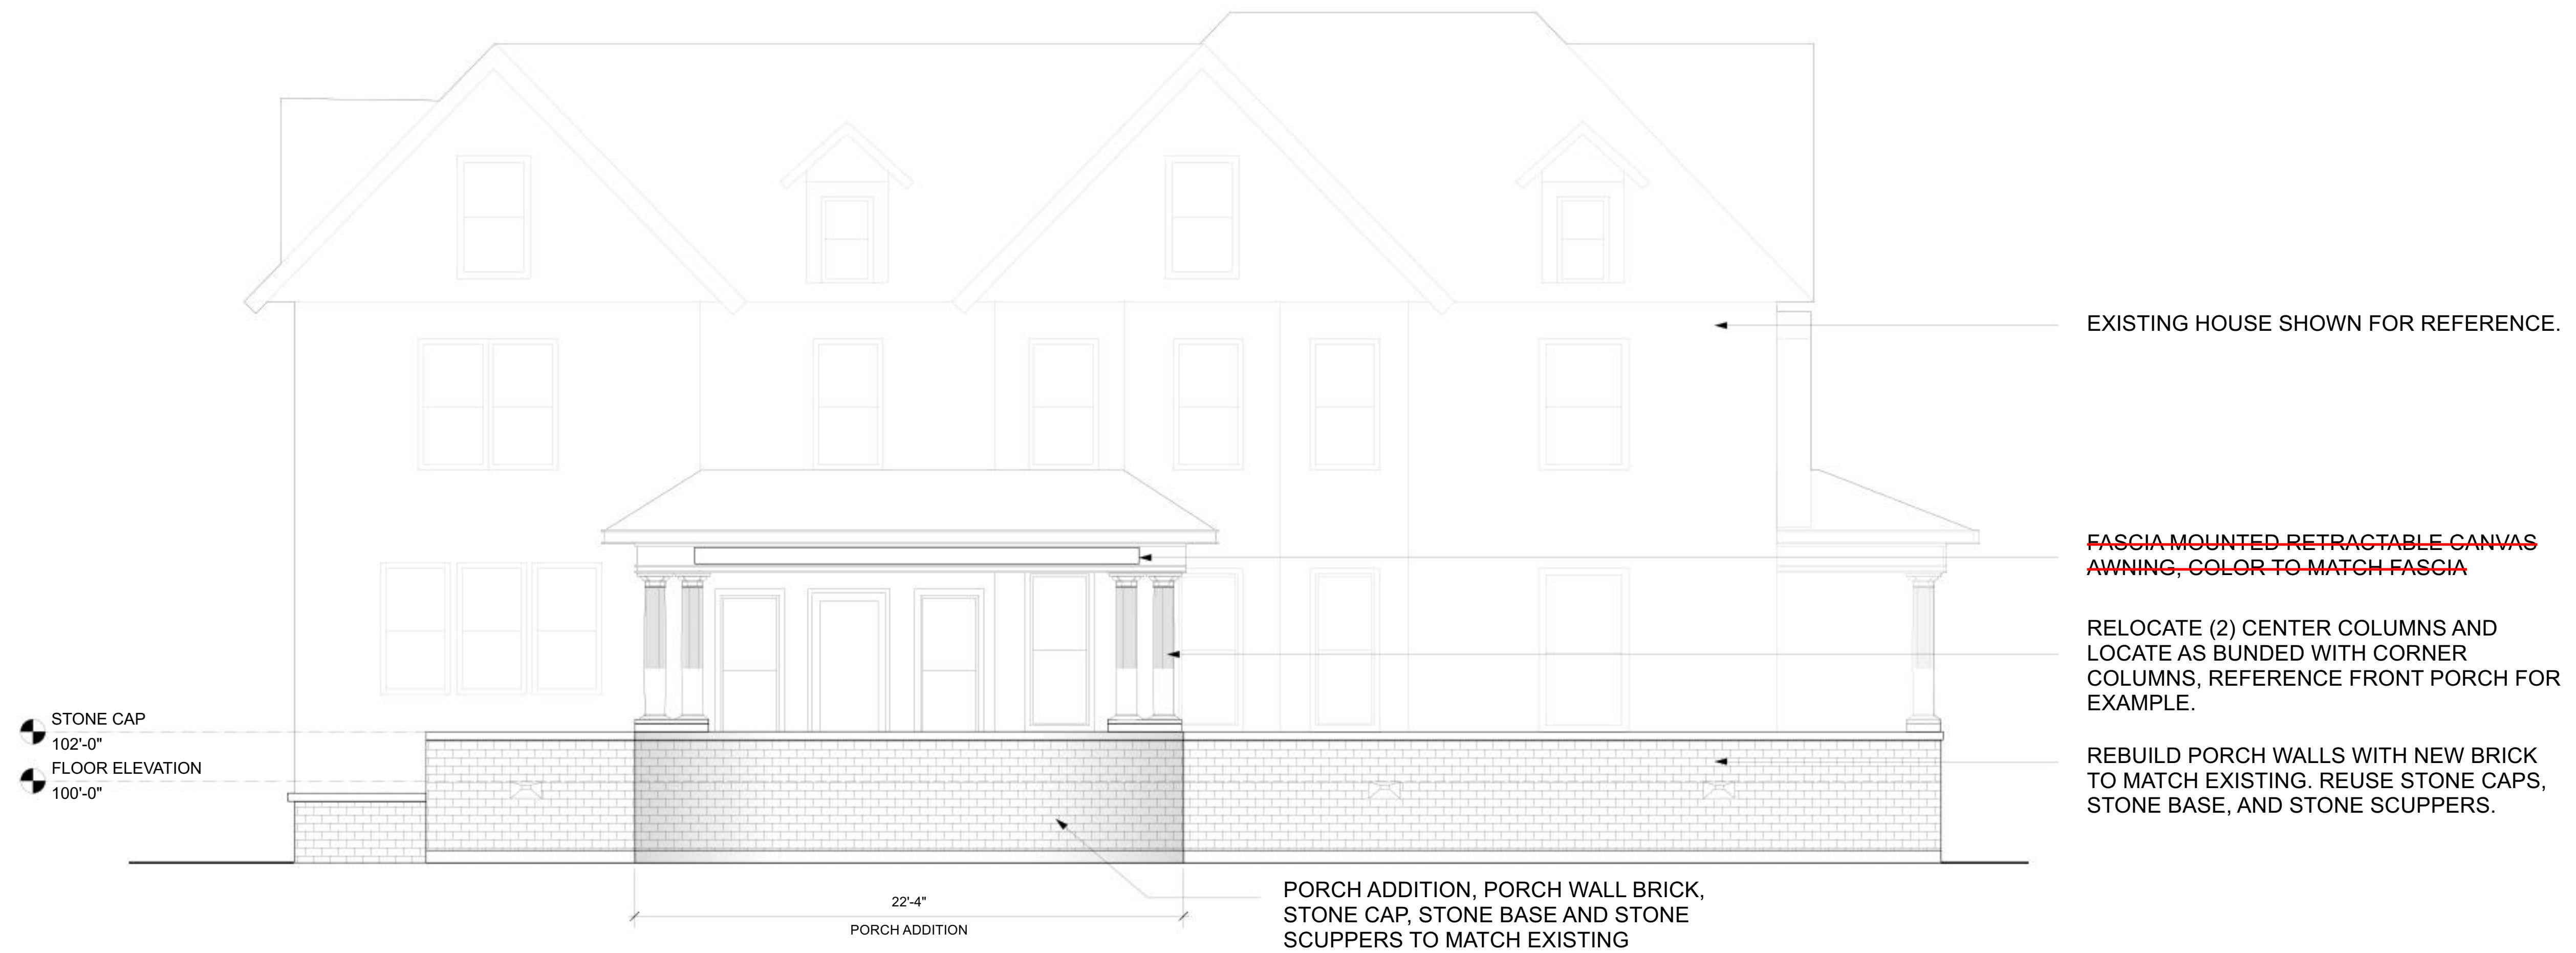 EXISTING HOUSE SHOWN FOR REFERENCE.
FASCIA MOUNTED RETRACTABLE CANVAS
AWNING, COLOR TO MATCH FASCIA
RELOCATE (2) CENTER COLUMNS AND
LOCATE AS BUNDED WITH CORNER
COLUMNS, REFERENCE FRONT PORCH FOR
EXAMPLE.
STONE CAP
102'-0"
FLOOR ELEVATION
100'-0"
REBUILD PORCH WALLS WITH NEW BRICK
TO MATCH EXISTING. REUSE STONE CAPS,
STONE BASE, AND STONE SCUPPERS.
22'-4"
PORCH ADDITION
PORCH ADDITION, PORCH WALL BRICK,
STONE CAP, STONE BASE AND STONE
SCUPPERS TO MATCH EXISTING